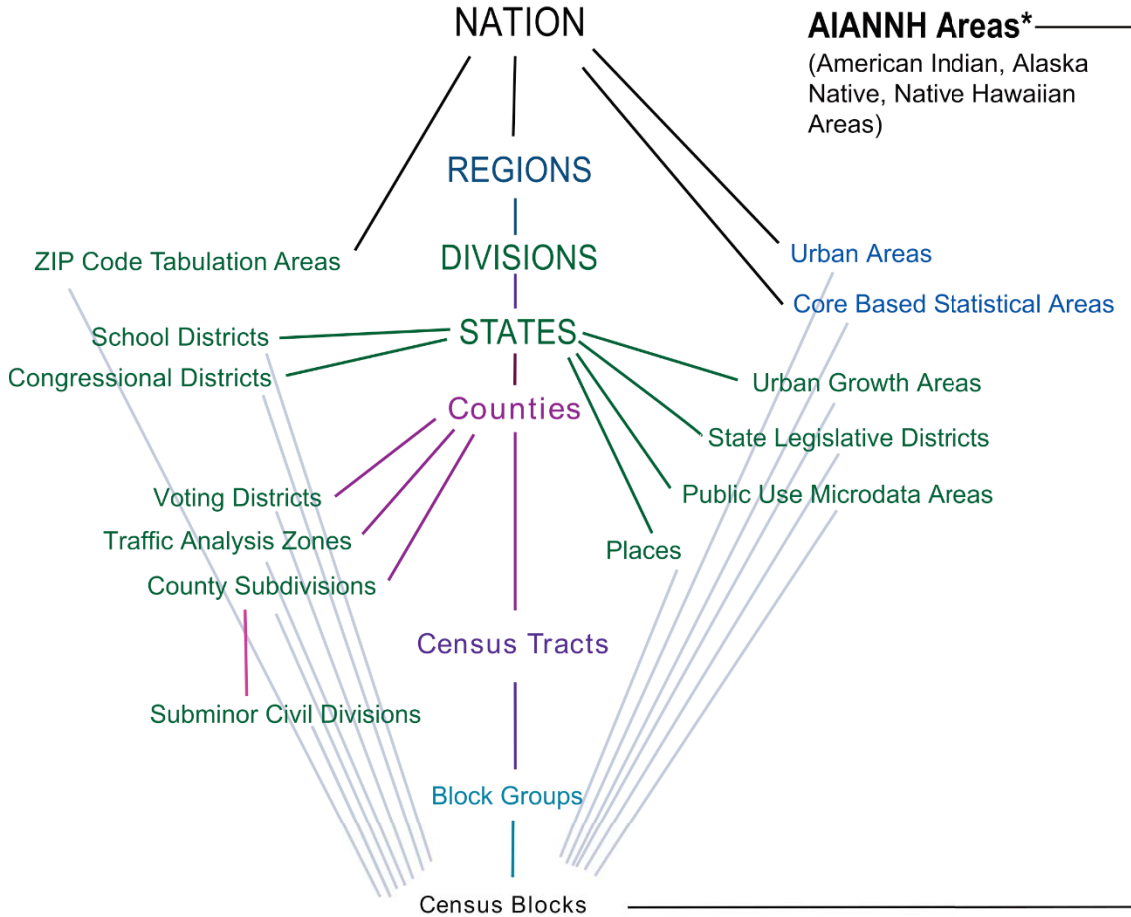 NATION
AIANNH Areas*
(American Indian, Alaska
Native, Native Hawaiian
Areas)
REGIONS
ZIP Code Tabulation Areas
DIVISIONS
Urban Areas
Core Based Statistical Areas
School Districts
STATES
Congressional Districts
Urban Growth Areas
Counties
State Legislative Districts
Voting Districts
Public Use Microdata Areas
Traffic Analysis Zones
Places
County Subdivisions
Census Tracts
Subminor Civil Divisions
Block Groups
Census Blocks